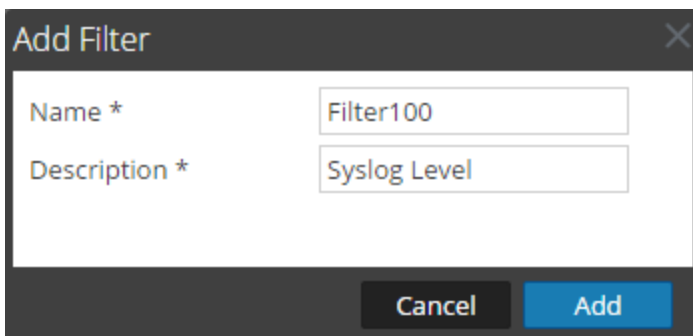 Add Filter
Name * Filter100
Description * Syslog Level
Cancel Add